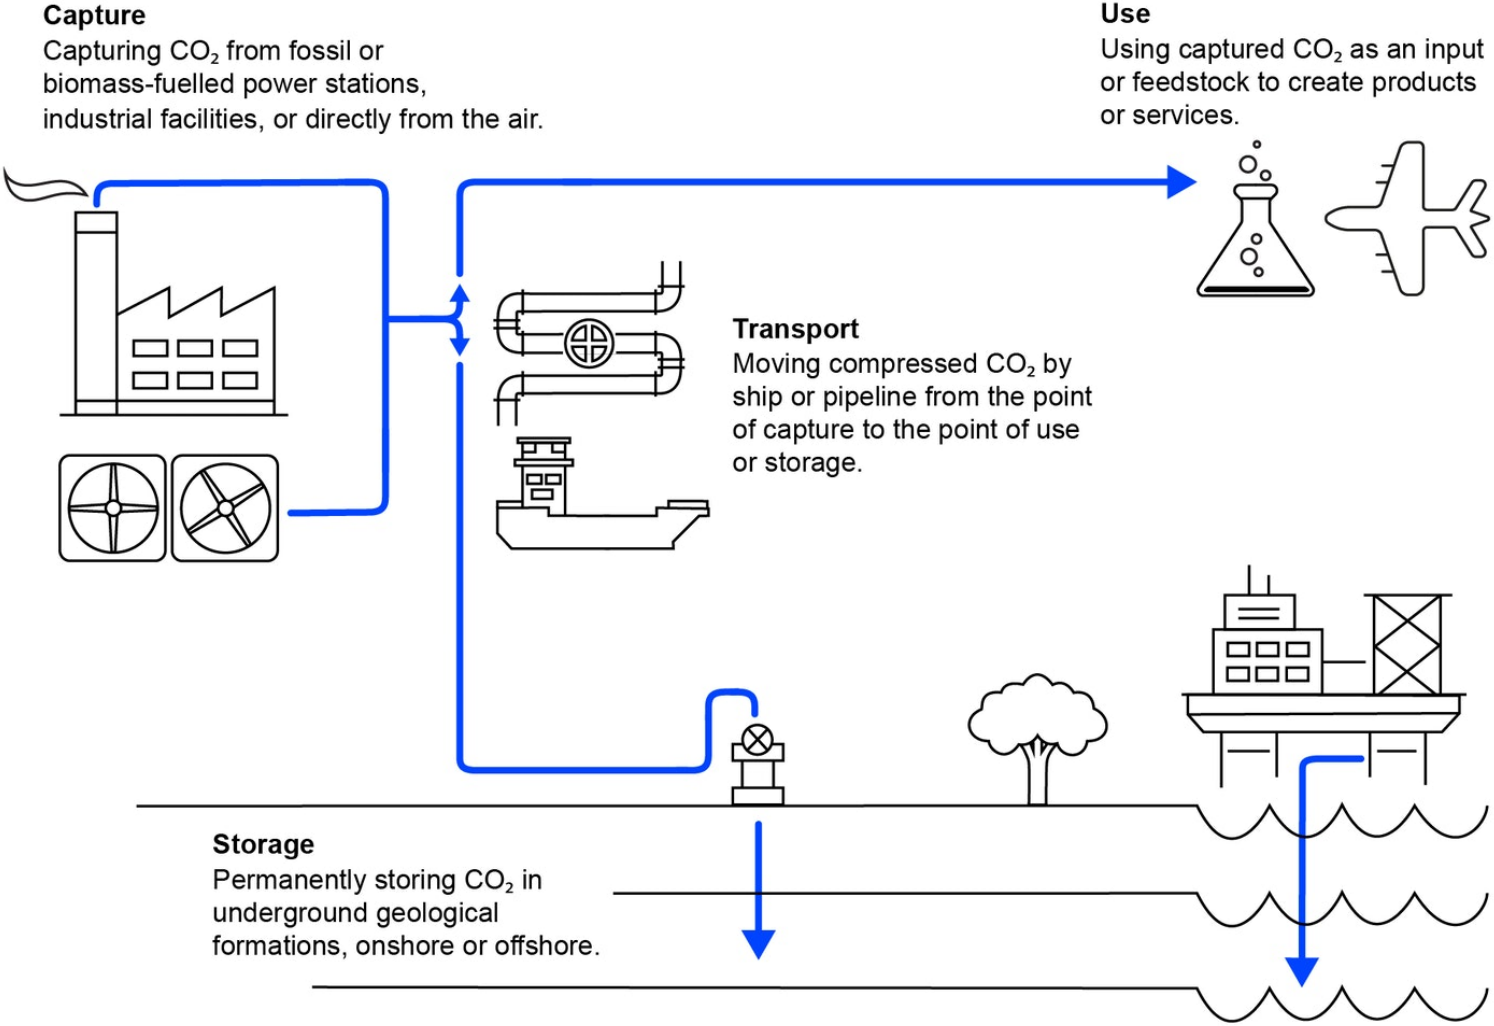 Capture
Capturing CO₂ from fossil or
biomass-fuelled power stations,
industrial facilities, or directly from the air.
Use
Using captured CO₂ as an input
or feedstock to create products
or services.
Transport
Moving compressed CO₂ by
ship or pipeline from the point
of capture to the point of use
or storage.
Storage
Permanently storing CO₂ in
underground geological
formations, onshore or offshore.